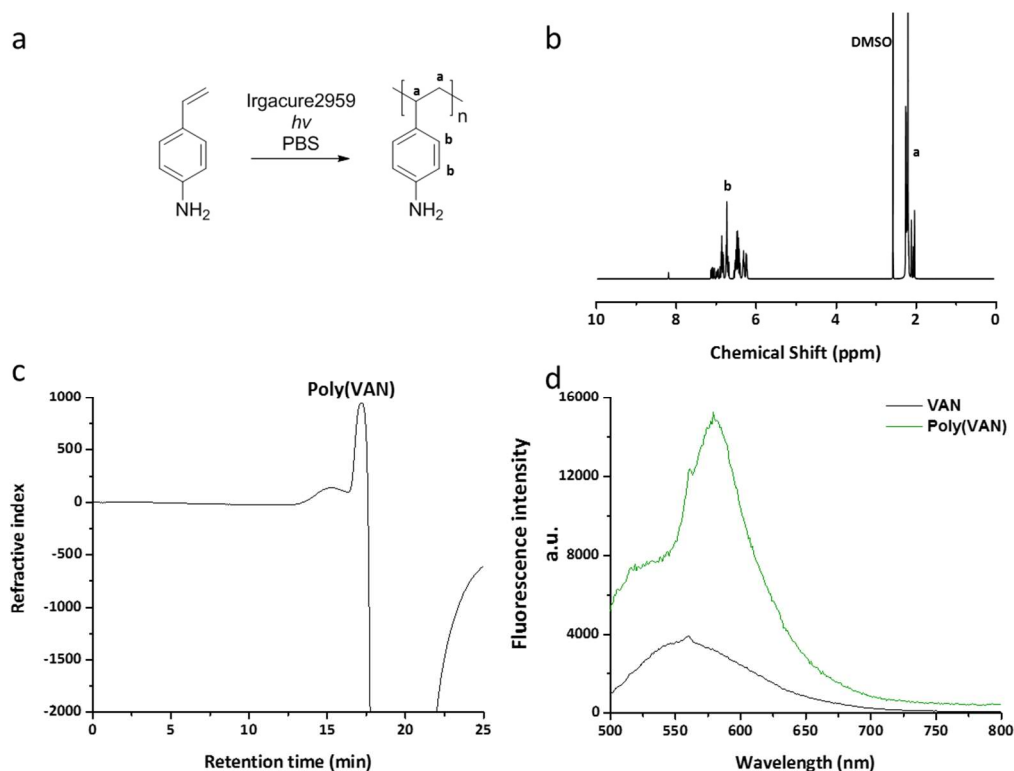 a
Irgacure2959
hv
PBS
NH2
a
a
n
b
b
NH2
b
DMSO
a
b
10
8
6
4
2
0
Chemical Shift (ppm)
c
Poly(VAN)
1000
500
0
-500
-1000
-1500
-2000
Refractive index
0
5
10
15
20
25
Retention time (min)
d
VAN
Poly(VAN)
16000
12000
8000
4000
0
Fluorescence intensity
a.u.
500
550
600
650
700
750
800
Wavelength (nm)